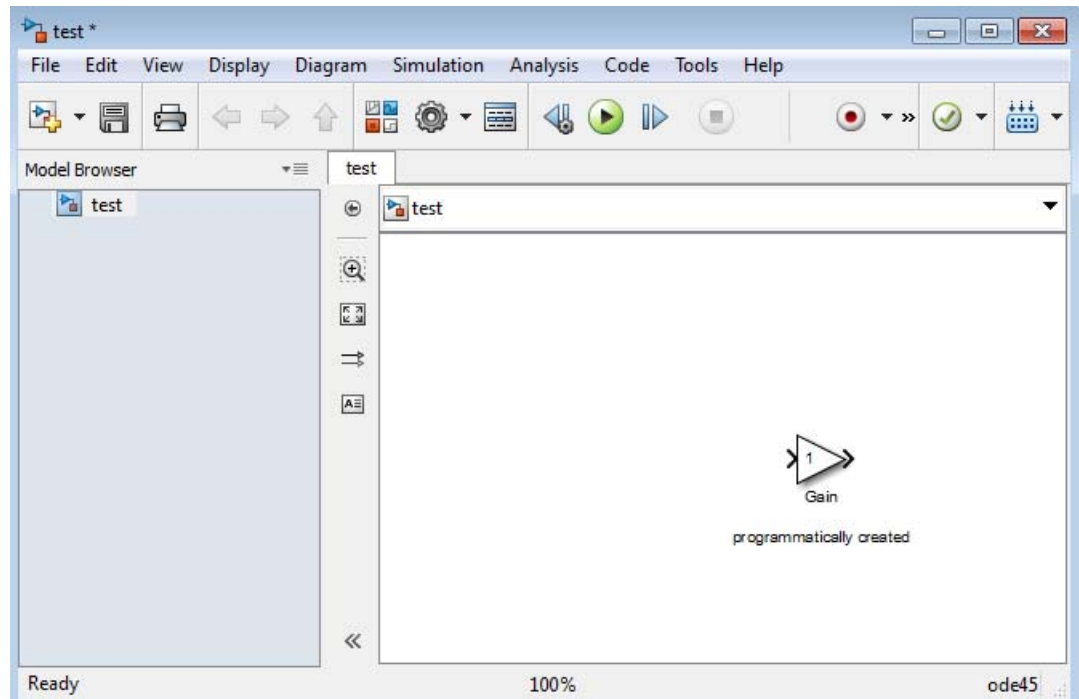 test *
File Edit View Display Diagram Simulation Analysis Code Tools Help
Model Browser
test
test
test
1
Gain
programmatically created
Ready 100% ode45